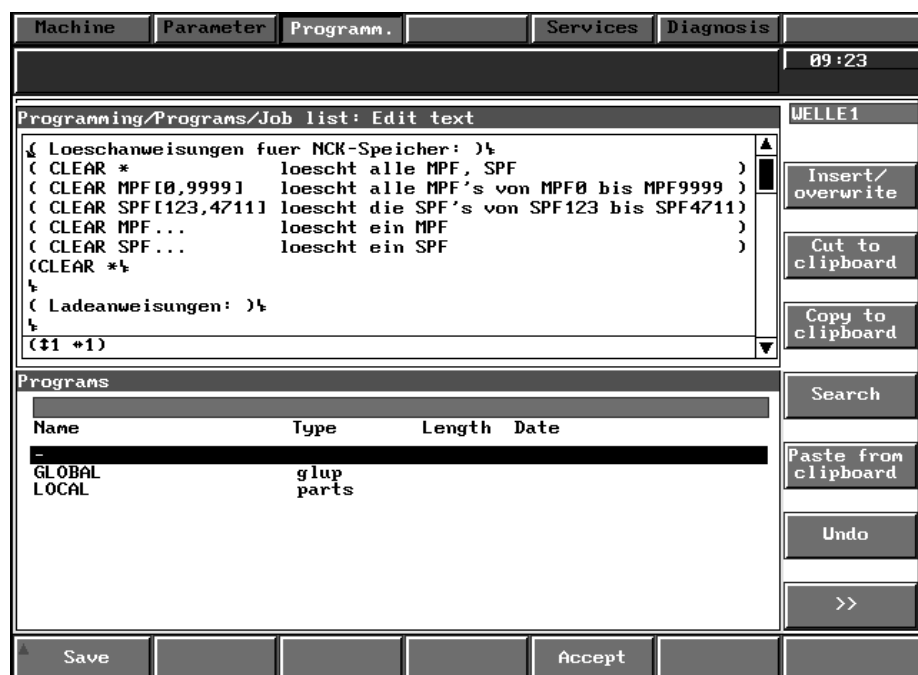 Machine Parameter Programm. Services Diagnosis
09:23
Programming/Programs/Job list: Edit text
WELLE1
( Loeschanweisungen fuer NCK-Speicher: )
( CLEAR * loescht alle MPF, SPF )
( CLEAR MPF[0,9999] loescht alle MPF's von MPF0 bis MPF9999 )
( CLEAR SPF[123,4711] loescht die SPF's von SPF123 bis SPF4711)
( CLEAR MPF... loescht ein MPF )
( CLEAR SPF... loescht ein SPF )
(CLEAR *
( Ladeanweisungen: )
(↕1 ↔1)
Insert/
overwrite
Cut to
clipboard
Copy to
clipboard
Search
Paste from
clipboard
Undo
>>
Programs
Name Type Length Date
-
GLOBAL glup
LOCAL parts
Save Accept